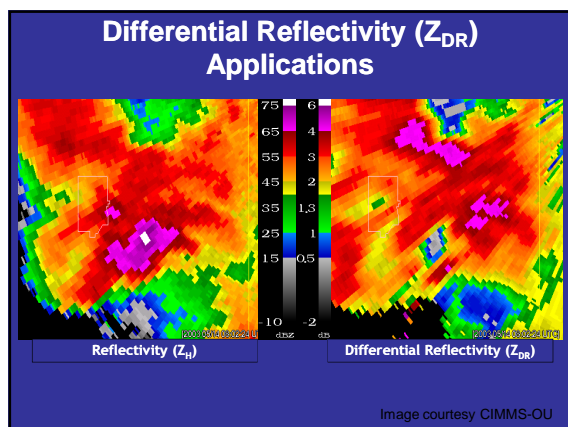 Differential Reflectivity (ZDR)
Applications
75 6
65 4
55 3
45 2
35 1,3
25 1
15 0,5
-10 -2
dBZ dB
Reflectivity (ZH)
Differential Reflectivity (ZDR)
Image courtesy CIMMS-OU